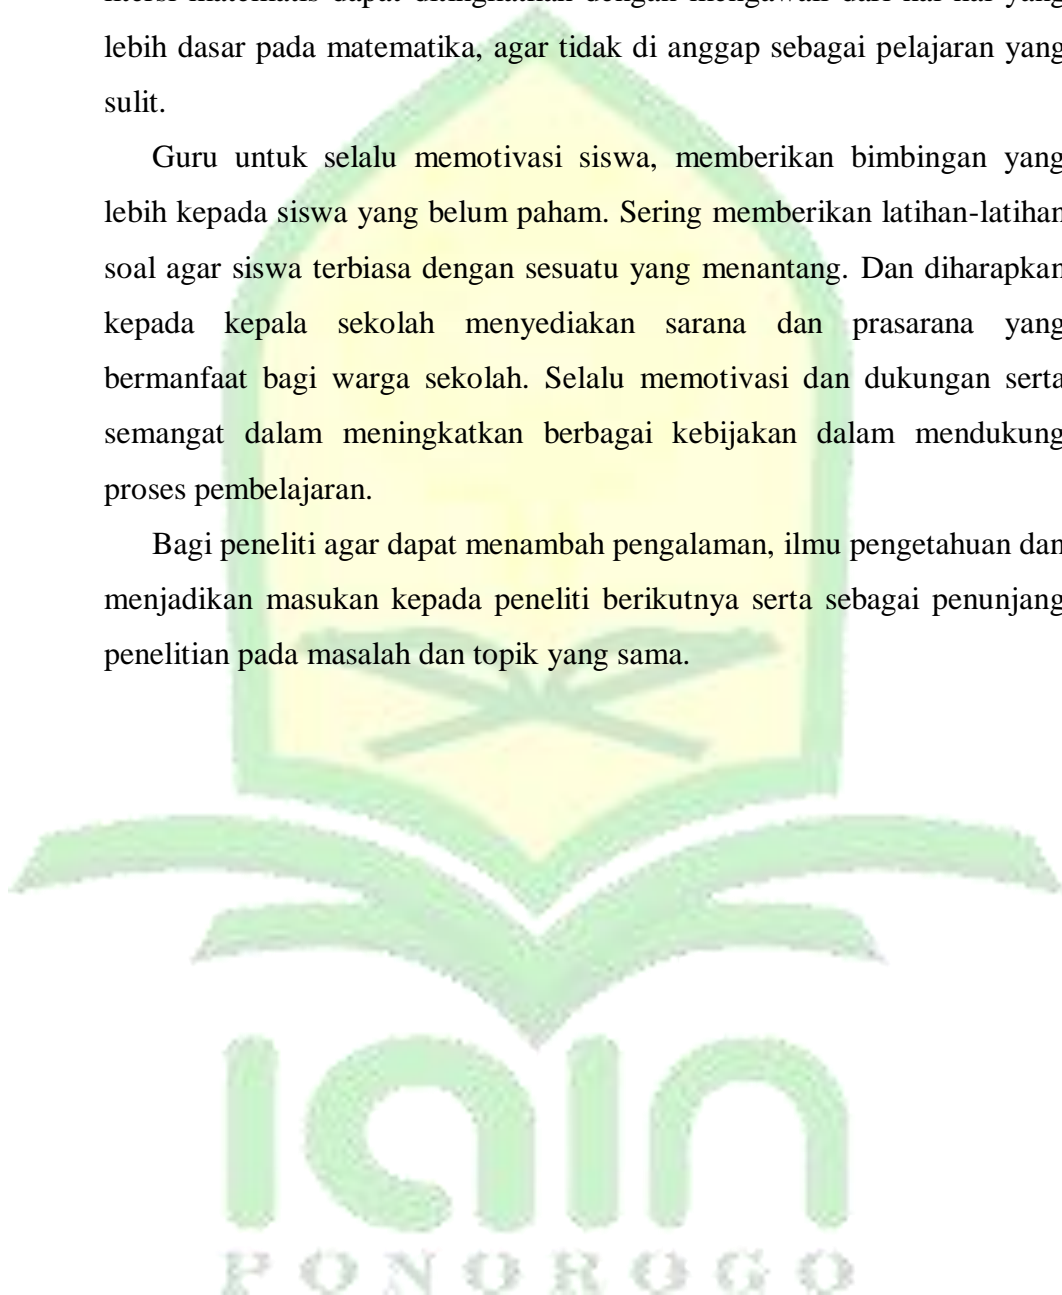 lebih dasar pada matematika, agar tidak di anggap sebagai pelajaran yang
sulit.
Guru untuk selalu memotivasi siswa, memberikan bimbingan yang
lebih kepada siswa yang belum paham. Sering memberikan latihan-latihan
soal agar siswa terbiasa dengan sesuatu yang menantang. Dan diharapkan
kepada kepala sekolah menyediakan sarana dan prasarana yang
bermanfaat bagi warga sekolah. Selalu memotivasi dan dukungan serta
semangat dalam meningkatkan berbagai kebijakan dalam mendukung
proses pembelajaran.
Bagi peneliti agar dapat menambah pengalaman, ilmu pengetahuan dan
menjadikan masukan kepada peneliti berikutnya serta sebagai penunjang
penelitian pada masalah dan topik yang sama.
iain
PONOROGO